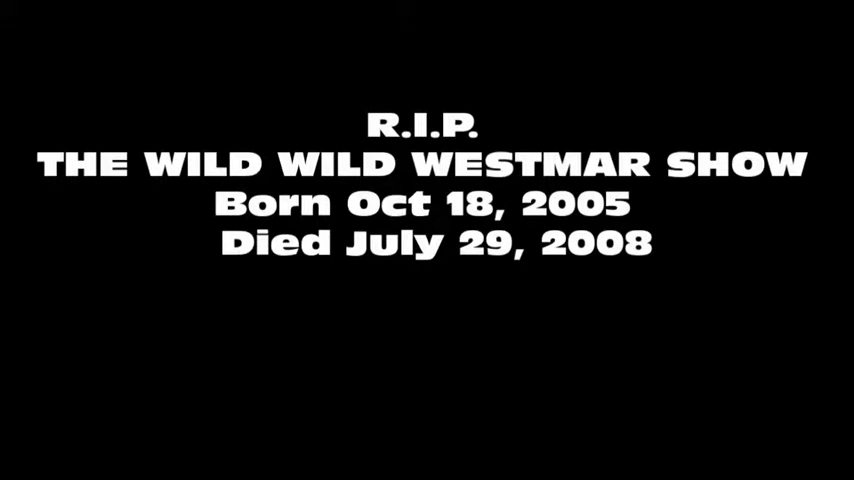 R.I.P.
THE WILD WILD WESTMAR SHOW
Born Oct 18, 2005
Died July 29, 2008